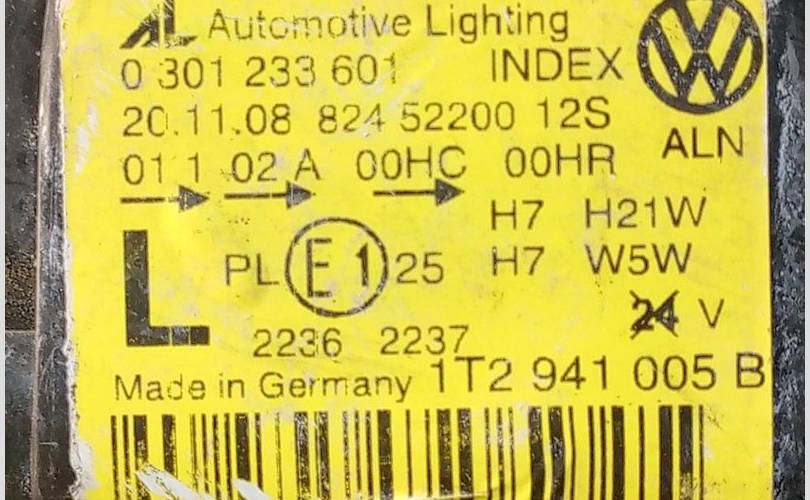 AL Automotive Lighting
0 301 233 601 INDEX
20.11.08 824 52200 12S
ALN
01 1 02 A 00HC 00HR
H7 H21W
L PL E1 25 H7 W5W
24 V
2236 2237
Made in Germany 1T2 941 005 B